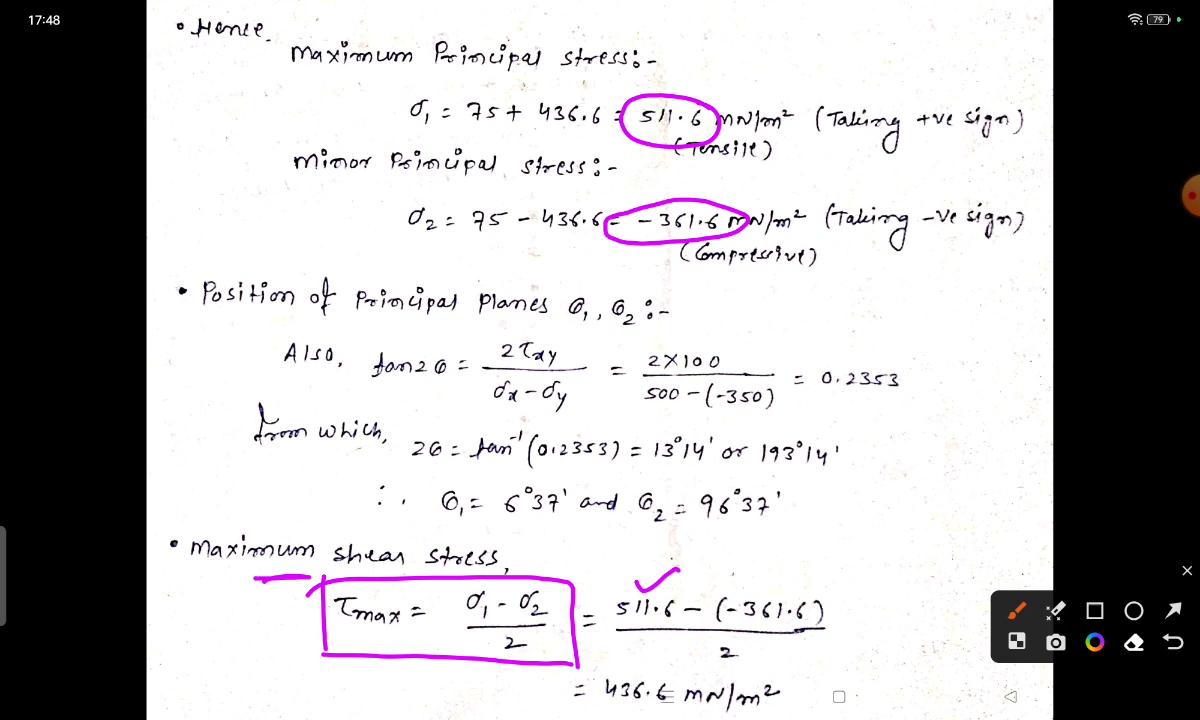 17:48
79
• Hence.
Maximum Principal stress:-
σ₁ = 75 + 436.6 = 511.6 MN/m² (Taking +ve sign)
(Tensile)
Minor Principal stress:-
σ₂ = 75 - 436.6 = -361.6 MN/m² (Taking -ve sign)
(Compressive)
• Position of Principal Planes θ₁, θ₂ :-
Also, tan2θ = 2τxy / (σx - σy) = 2×100 / (500-(-350)) = 0.2353
from which, 2θ = tan⁻¹(0.2353) = 13°14' or 193°14'
∴ θ₁ = 6°37' and θ₂ = 96°37'
• Maximum shear stress,
τmax = (σ₁ - σ₂) / 2 = (511.6 - (-361.6)) / 2
= 436.6 MN/m²